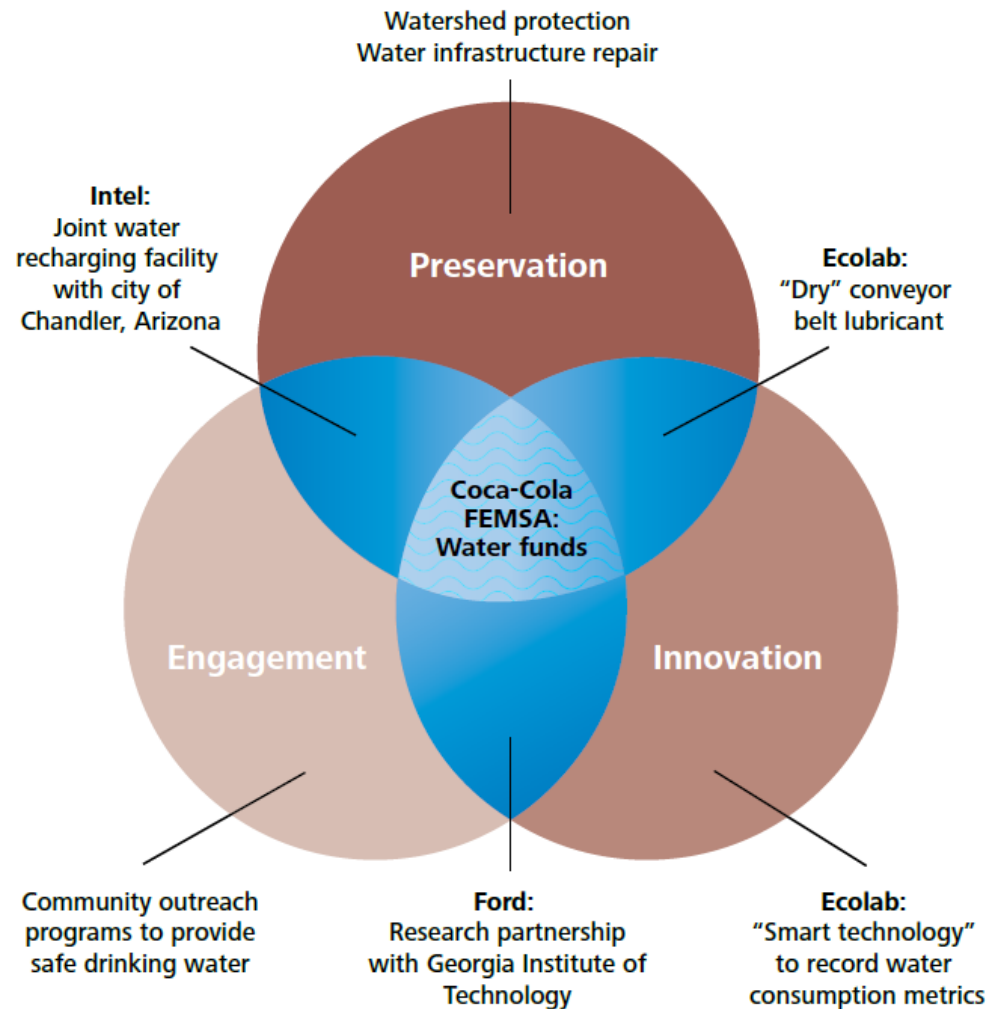 Watershed protection
Water infrastructure repair
Intel:
Joint water
recharging facility
with city of
Chandler, Arizona
Preservation
Ecolab:
“Dry” conveyor
belt lubricant
Coca-Cola
FEMSA:
Water funds
Engagement
Innovation
Community outreach
programs to provide
safe drinking water
Ford:
Research partnership
with Georgia Institute of
Technology
Ecolab:
“Smart technology”
to record water
consumption metrics